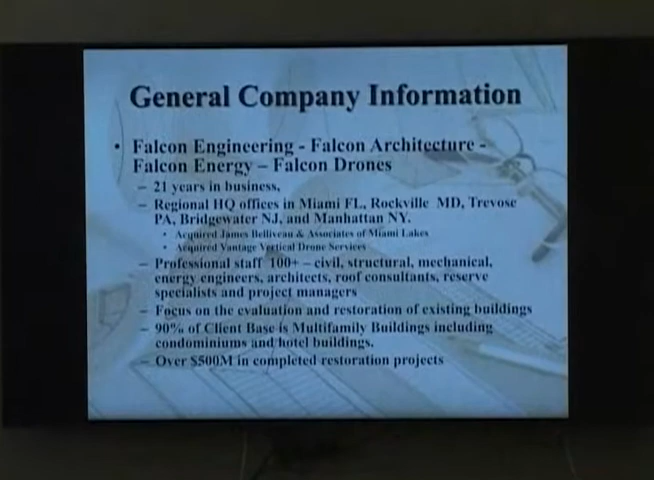 General Company Information
• Falcon Engineering - Falcon Architecture -
Falcon Energy – Falcon Drones
– 21 years in business,
– Regional HQ offices in Miami FL, Rockville MD, Trevose
PA, Bridgewater NJ, and Manhattan NY.
• Acquired James Belliveau & Associates of Miami Lakes
• Acquired Vantage Vertical Drone Services
– Professional staff 100+ – civil, structural, mechanical,
energy engineers, architects, roof consultants, reserve
specialists and project managers
– Focus on the evaluation and restoration of existing buildings
– 90% of Client Base is Multifamily Buildings including
condominiums and hotel buildings.
– Over $500M in completed restoration projects